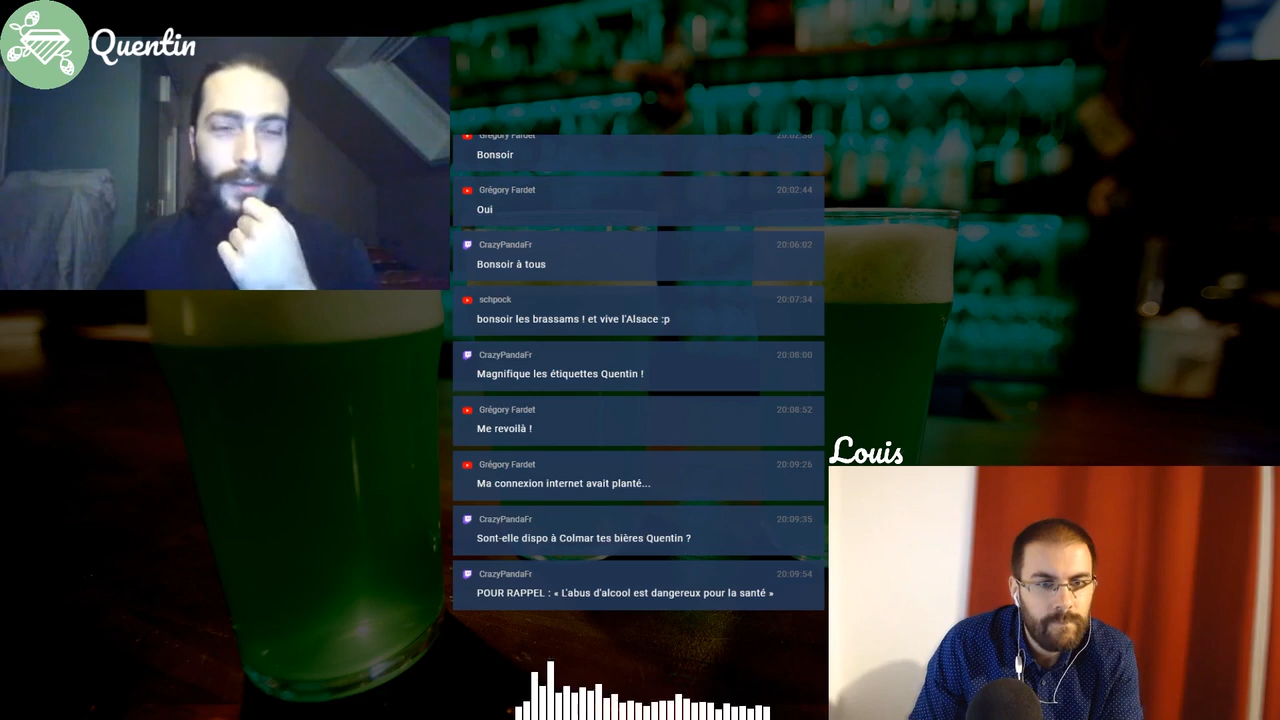 Quentin
Grégory Fardet
Bonsoir
Grégory Fardet 20:02:44
Oui
CrazyPandaFr 20:06:02
Bonsoir à tous
schpock 20:07:34
bonsoir les brassams ! et vive l'Alsace :p
CrazyPandaFr 20:08:00
Magnifique les étiquettes Quentin !
Grégory Fardet 20:08:52
Me revoilà !
Grégory Fardet 20:09:26
Ma connexion internet avait planté...
CrazyPandaFr 20:09:35
Sont-elle dispo à Colmar tes bières Quentin ?
CrazyPandaFr 20:09:54
POUR RAPPEL : « L'abus d'alcool est dangereux pour la santé »
Louis